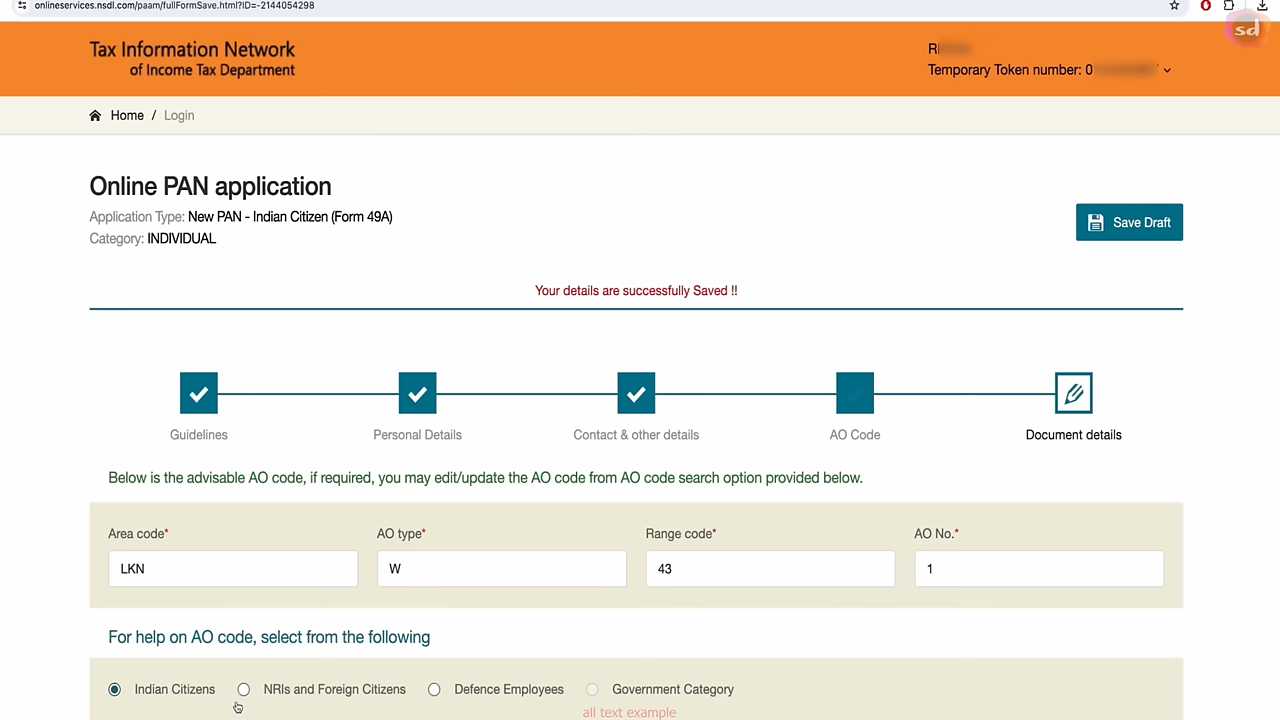 onlineservices.nsdl.com/paam/fullFormSave.html?ID=-2144054298
sd
Tax Information Network
of Income Tax Department
Temporary Token number: 0
Home / Login
Online PAN application
Application Type: New PAN - Indian Citizen (Form 49A)
Category: INDIVIDUAL
Save Draft
Your details are successfully Saved !!
Guidelines Personal Details Contact & other details AO Code Document details
Below is the advisable AO code, if required, you may edit/update the AO code from AO code search option provided below.
Area code* AO type* Range code* AO No.*
LKN W 43 1
For help on AO code, select from the following
Indian Citizens NRIs and Foreign Citizens Defence Employees Government Category
all text example